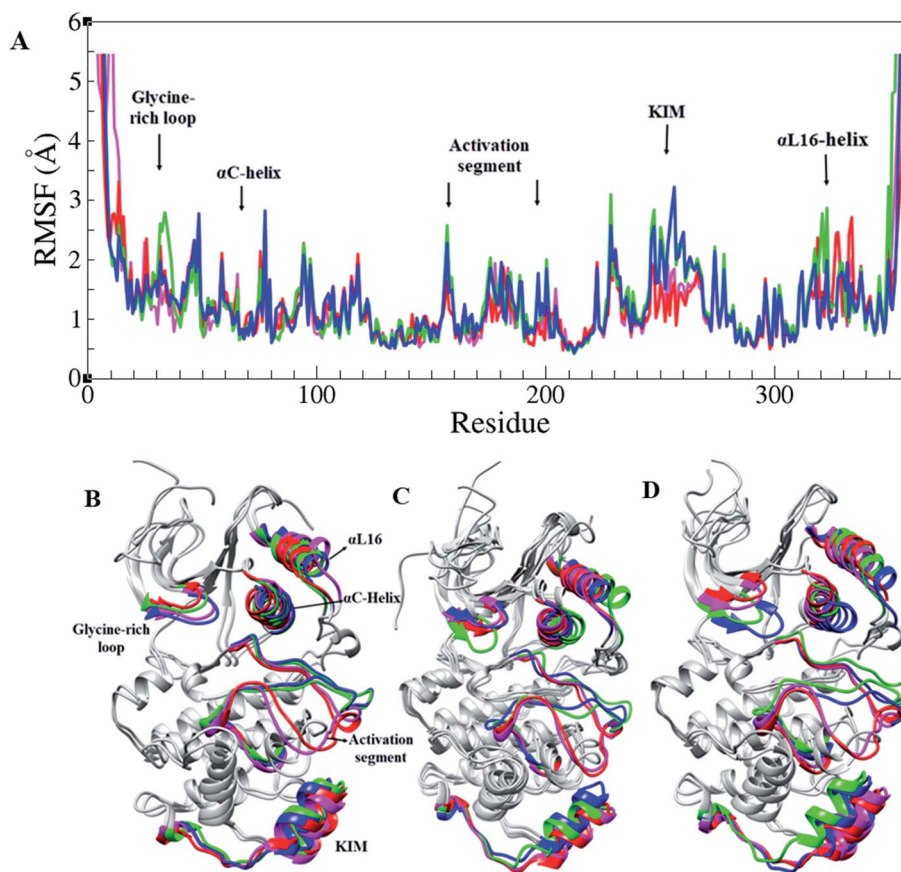 A
6
5
4
3
2
1
0
RMSF (Å)
Glycine-
rich loop
αC-helix
Activation
segment
KIM
αL16-helix
0
100
200
300
Residue
B
C
D
αL16
αC-Helix
Glycine-rich
loop
Activation
segment
KIM